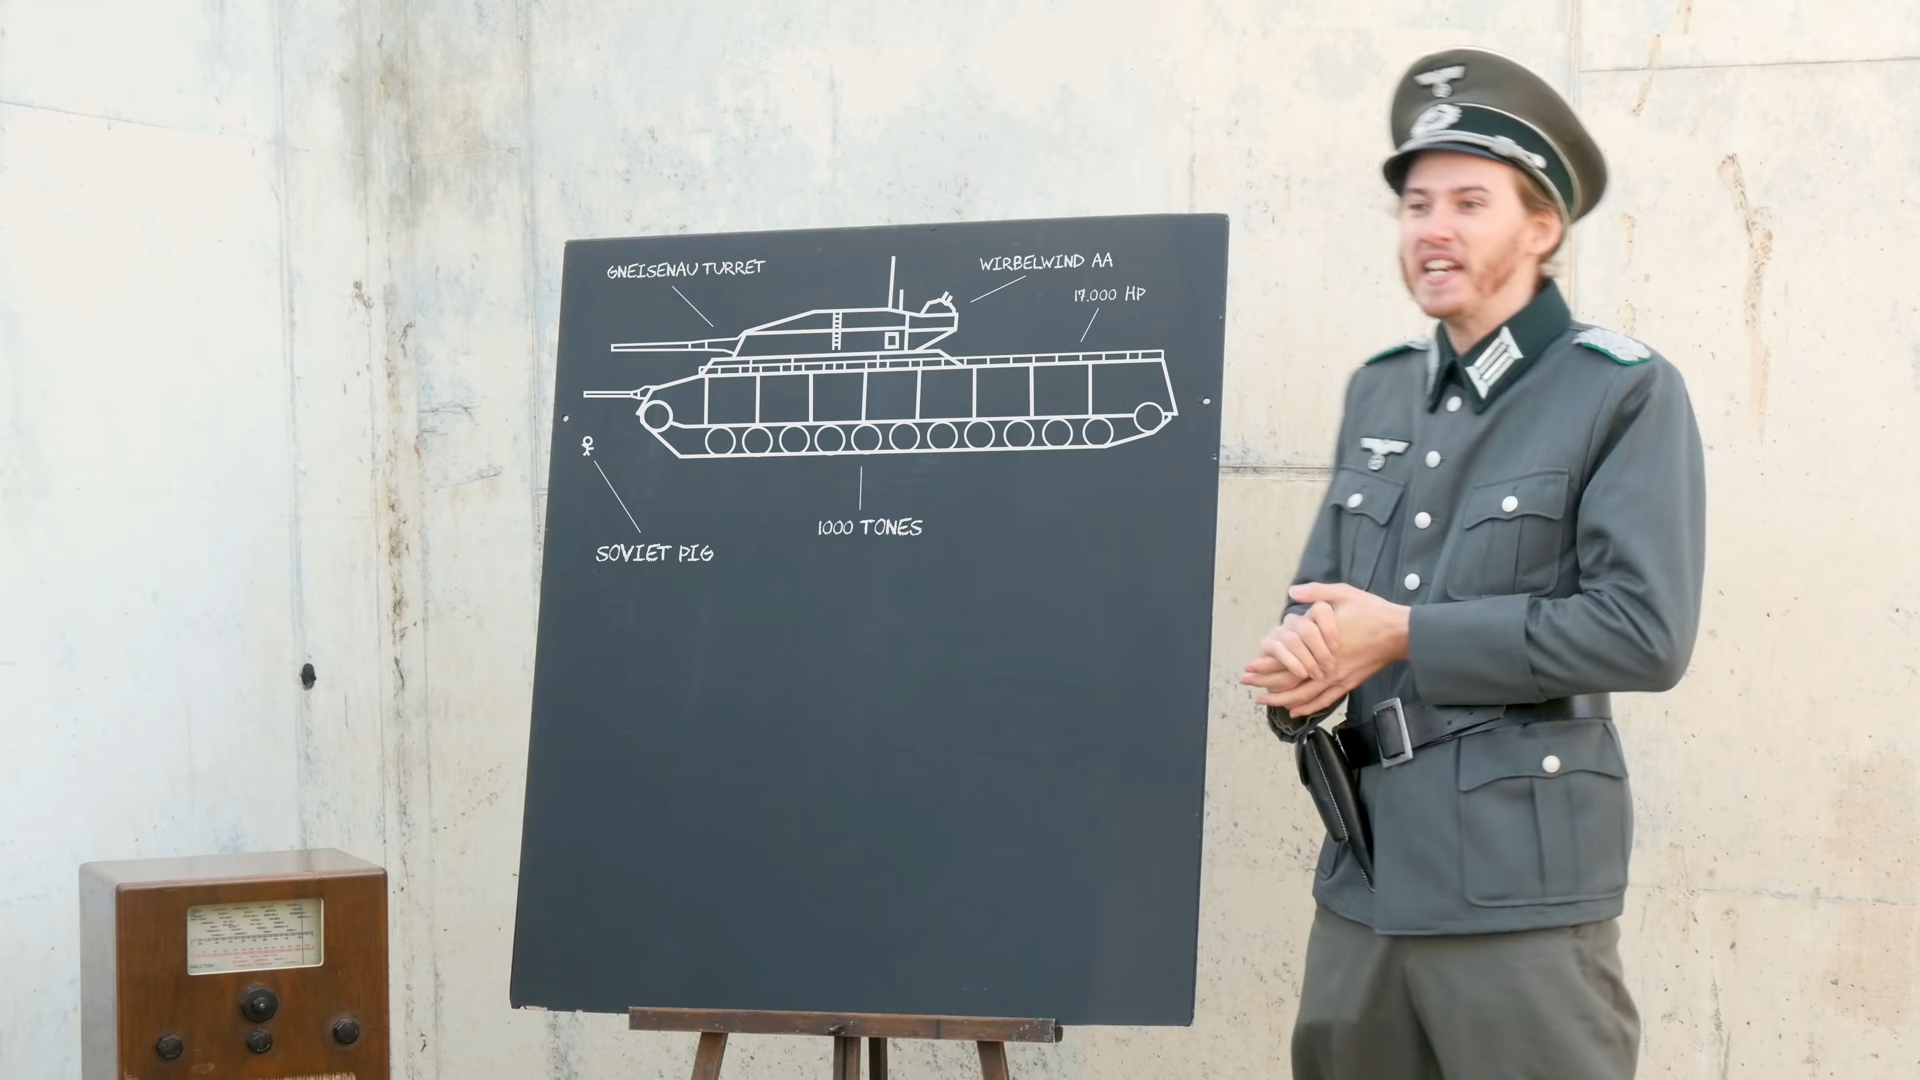 GNEISENAU TURRET
WIRBELWIND AA
17.000 HP
1000 TONES
SOVIET PIG